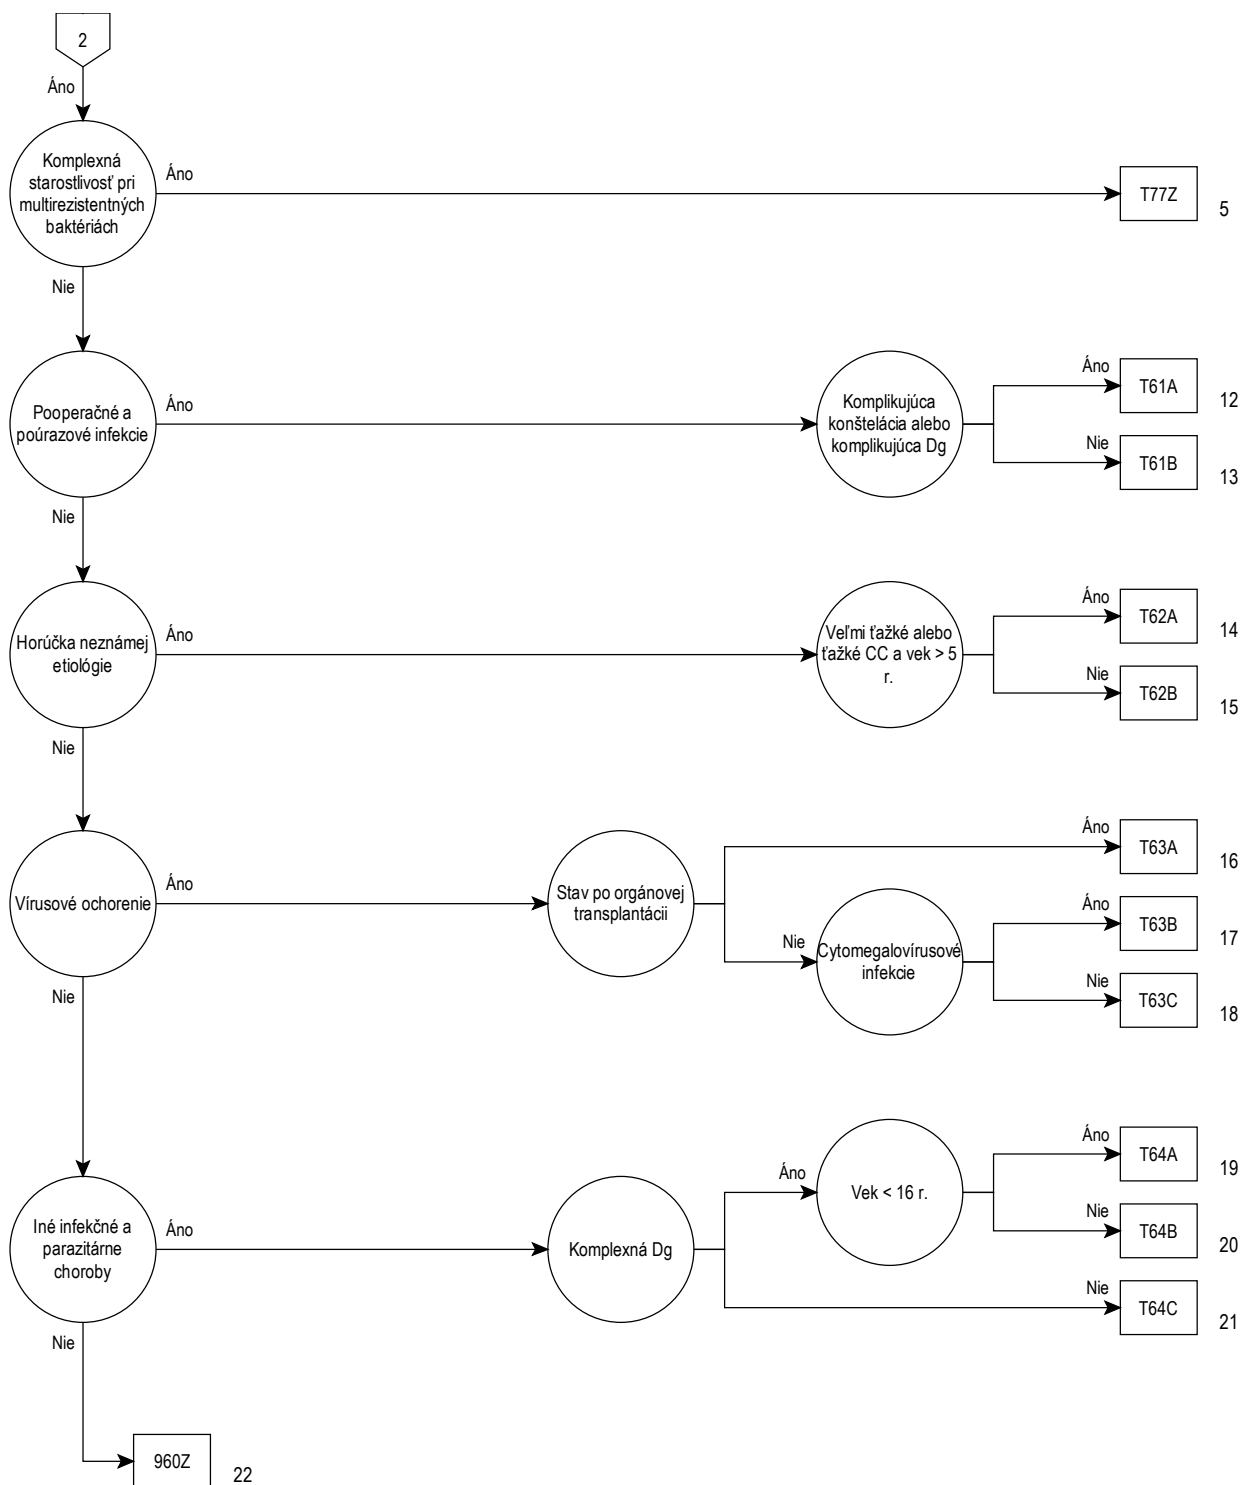 2
Áno
Komplexná
starostlivosť pri
multirezistentných
baktériách
Áno
T77Z
5
Nie
Pooperačné a
poúrazové infekcie
Áno
Komplikujúca
konštelácia alebo
komplikujúca Dg
Áno
T61A
12
Nie
T61B
13
Nie
Horúčka neznámej
etiológie
Áno
Veľmi ťažké alebo
ťažké CC a vek > 5
r.
Áno
T62A
14
Nie
T62B
15
Nie
Vírusové ochorenie
Áno
Stav po orgánovej
transplantácii
Áno
T63A
16
Nie
Cytomegalovírusové
infekcie
Áno
T63B
17
Nie
T63C
18
Nie
Iné infekčné a
parazitárne
choroby
Áno
Komplexná Dg
Áno
Vek < 16 r.
Áno
T64A
19
Nie
T64B
20
Nie
T64C
21
Nie
960Z
22